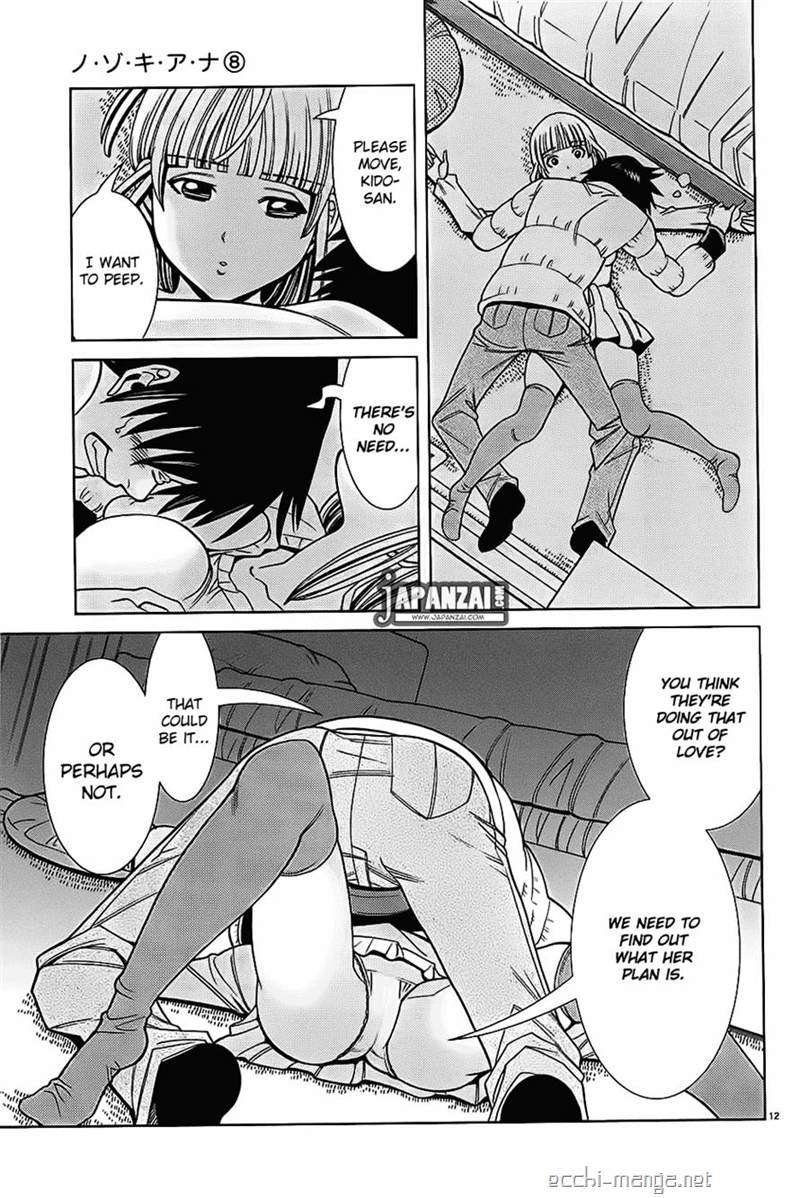 ノ・ゾ・キ・ア・ナ⑧
PLEASE
MOVE,
KIDO-
SAN.
I WANT
TO PEEP.
THERE'S
NO
NEED...
JAPANZAI.COM
WWW.JAPANZAI.COM
YOU THINK
THEY'RE
DOING THAT
OUT OF
LOVE?
WE NEED TO
FIND OUT
WHAT HER
PLAN IS.
THAT
COULD
BE IT...
OR
PERHAPS
NOT.
12
ecchi-manga.net